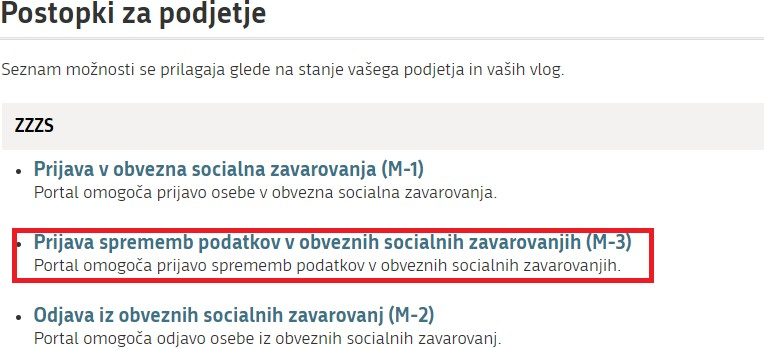 Postopki za podjetje
Seznam možnosti se prilagaja glede na stanje vašega podjetja in vaših vlog.
ZZZS
Prijava v obvezna socialna zavarovanja (M-1)
Portal omogoča prijavo osebe v obvezna socialna zavarovanja.
Prijava sprememb podatkov v obveznih socialnih zavarovanjih (M-3)
Portal omogoča prijavo sprememb podatkov v obveznih socialnih zavarovanjih.
Odjava iz obveznih socialnih zavarovanj (M-2)
Portal omogoča odjavo osebe iz obveznih socialnih zavarovanj.